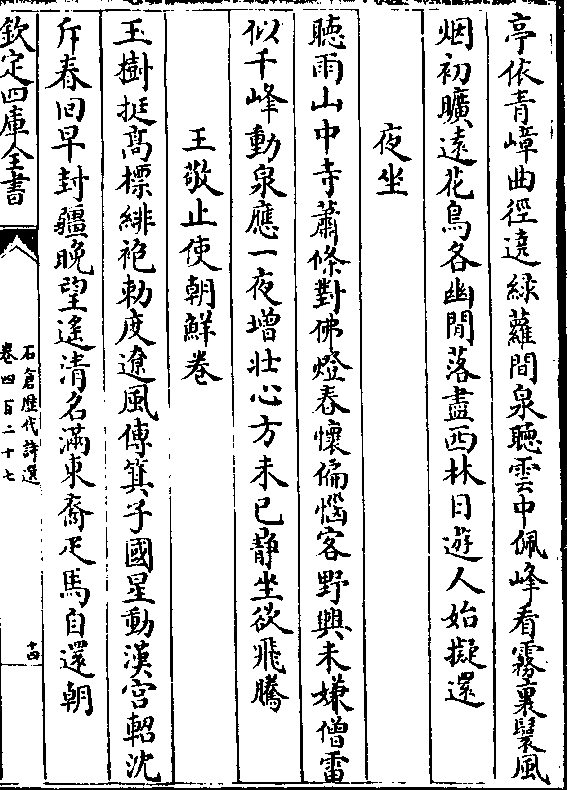 亭依青嶂曲徑遶綠蘿間泉聽雲中佩峰看霧裏鬟風
烟初曠遠花鳥各幽閒落盡西林日遊人始擬還
夜坐
聽雨山中寺蕭條對佛燈春懷偏惱客野興未嫌僧雷
似千峰動泉應一夜增壯心方未已靜坐欲飛騰
王敬止使朝鮮卷
玉樹挺高標緋袍勅度遼風傳箕子國星動漢宮軺沈
斥春回早封疆晚望遙清名滿東裔疋馬自還朝
欽定四庫全書
石倉歷代詩選
卷四百二十七
十四